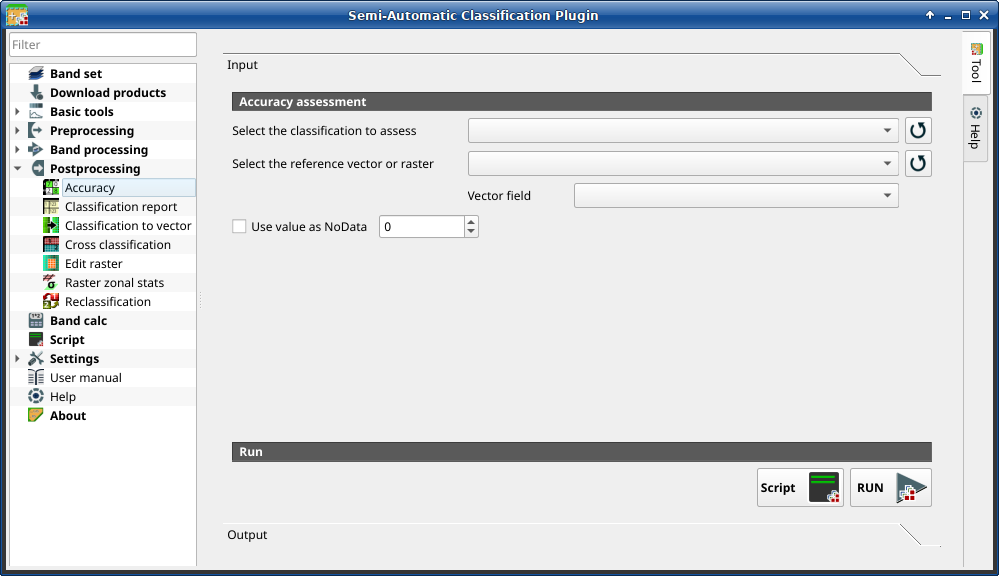 Semi-Automatic Classification Plugin
Filter
Band set
Download products
Basic tools
Preprocessing
Band processing
Postprocessing
Accuracy
Classification report
Classification to vector
Cross classification
Edit raster
Raster zonal stats
Reclassification
Band calc
Script
Settings
User manual
Help
About
Input
Accuracy assessment
Select the classification to assess
Select the reference vector or raster
Vector field
Use value as NoData 0
Run
Script RUN
Output
Tool
Help